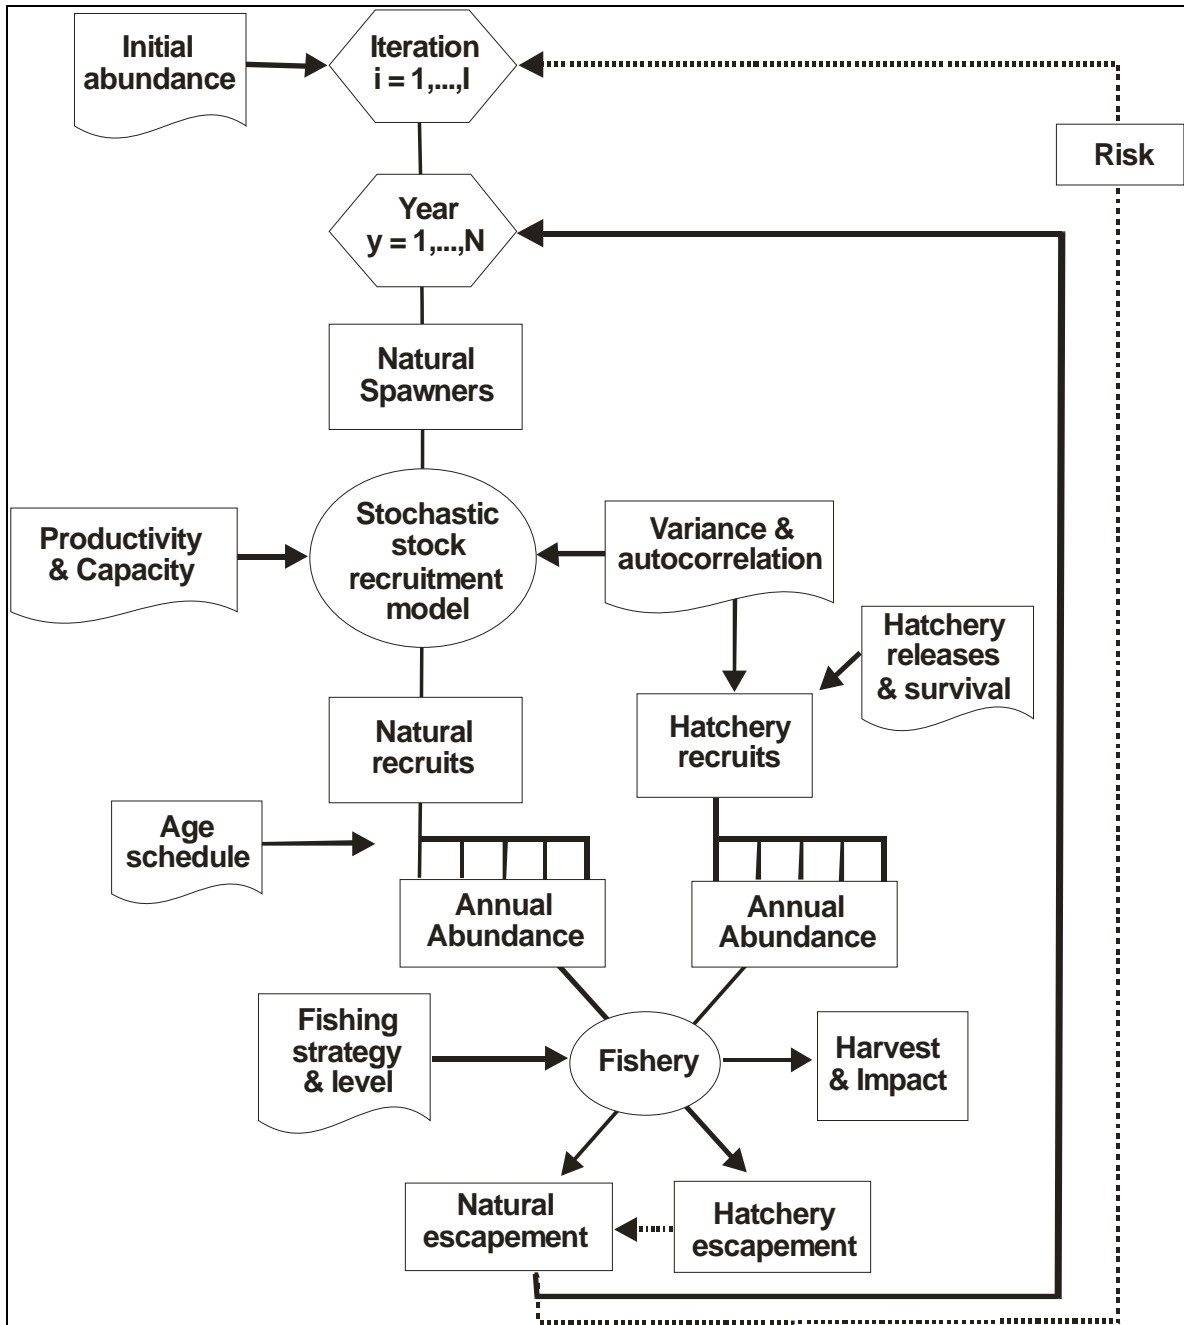 Initial
abundance
Iteration
i = 1,...,I
Risk
Year
y = 1,...,N
Natural
Spawners
Productivity
& Capacity
Stochastic
stock
recruitment
model
Variance &
autocorrelation
Hatchery
releases
& survival
Natural
recruits
Hatchery
recruits
Age
schedule
Annual
Abundance
Annual
Abundance
Fishing
strategy
& level
Fishery
Harvest
& Impact
Natural
escapement
Hatchery
escapement